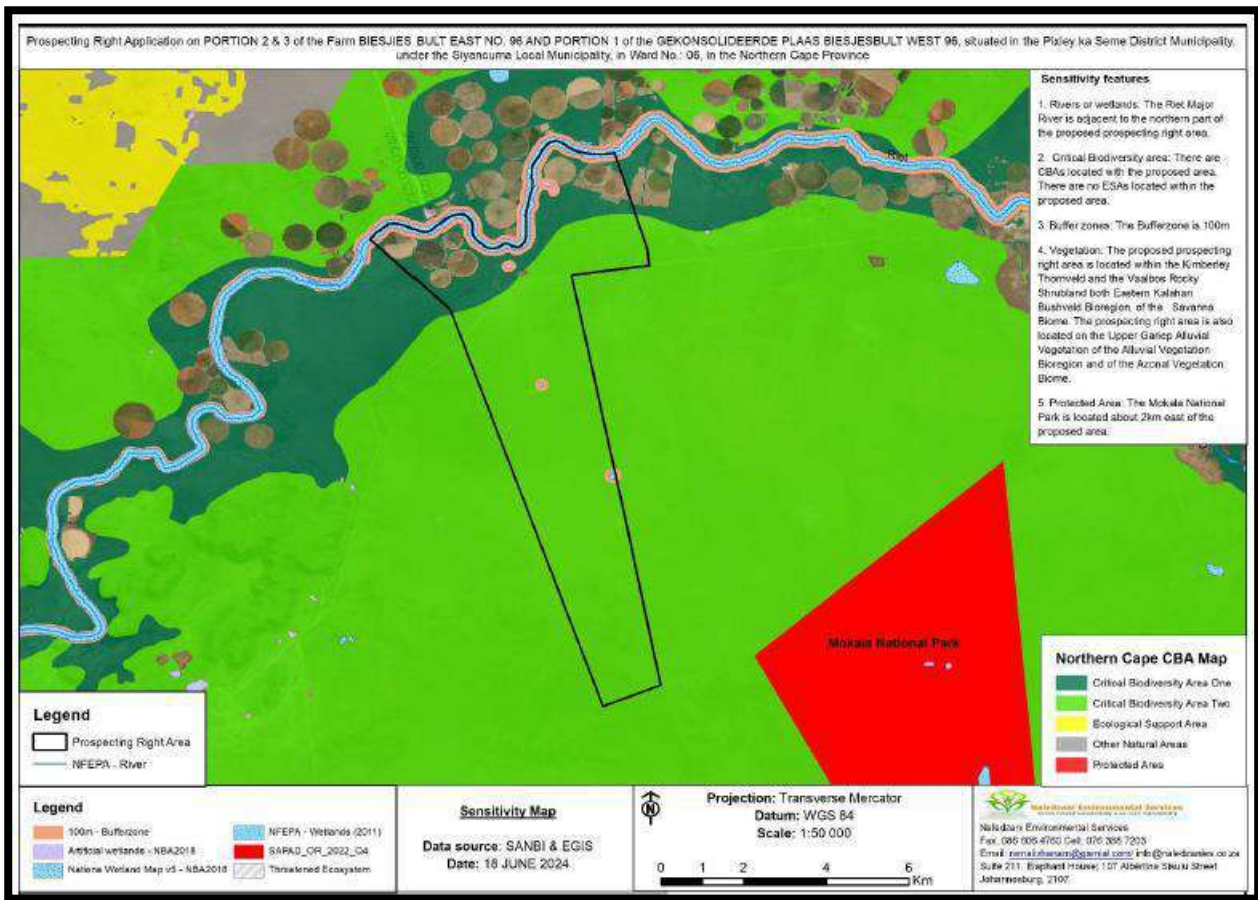 Prospecting Right Application on PORTION 2 & 3 of the Farm BIESJIES BULT EAST NO. 96 AND PORTION 1 of the GEKONSOLIDEERDE PLAAS BIESJESBULT WEST 96, situated in the Pixley ka Seme District Municipality,
under the Siyancuma Local Municipality, in Ward No.: 06, in the Northern Cape Province
Sensitivity features
1. Rivers or wetlands: The Riet Major
River is adjacent to the northern part of
the proposed prospecting right area.
2. Critical Biodiversity area: There are
CBAs located with the proposed area.
There are no ESAs located within the
proposed area.
3. Buffer zones: The Bufferzone is 100m
4. Vegetation: The proposed prospecting
right area is located within the Kimberley
Thornveld and the Vaalbos Rocky
Shrubland both Eastern Kalahari
Bushveld Bioregion, of the Savanna
Biome. The prospecting right area is also
located on the Upper Gariep Alluvial
Vegetation of the Alluvial Vegetation
Bioregion and of the Azonal Vegetation
Biome.
5. Protected Area: The Mokala National
Park is located about 2km east of the
proposed area.
Riet
Mokala National Park
Northern Cape CBA Map
Critical Biodiversity Area One
Critical Biodiversity Area Two
Ecological Support Area
Other Natural Areas
Protected Area
Legend
Prospecting Right Area
NFEPA - River
Legend
100m - Bufferzone
Artificial wetlands - NBA2018
Nationa Wetland Map v5 - NBA2018
NFEPA - Wetlands (2011)
SAPAD_OR_2022_Q4
Threatened Ecosystem
Sensitivity Map
Data source: SANBI & EGIS
Date: 18 JUNE 2024
N
Projection: Transverse Mercator
Datum: WGS 84
Scale: 1:50 000
0 1 2 4 6
Km
Naledzani Environmental Services
Naledzani Environmental Services
Suite 211, Elephant House, 107 Albertina Sisulu Street
Johannesburg, 2107